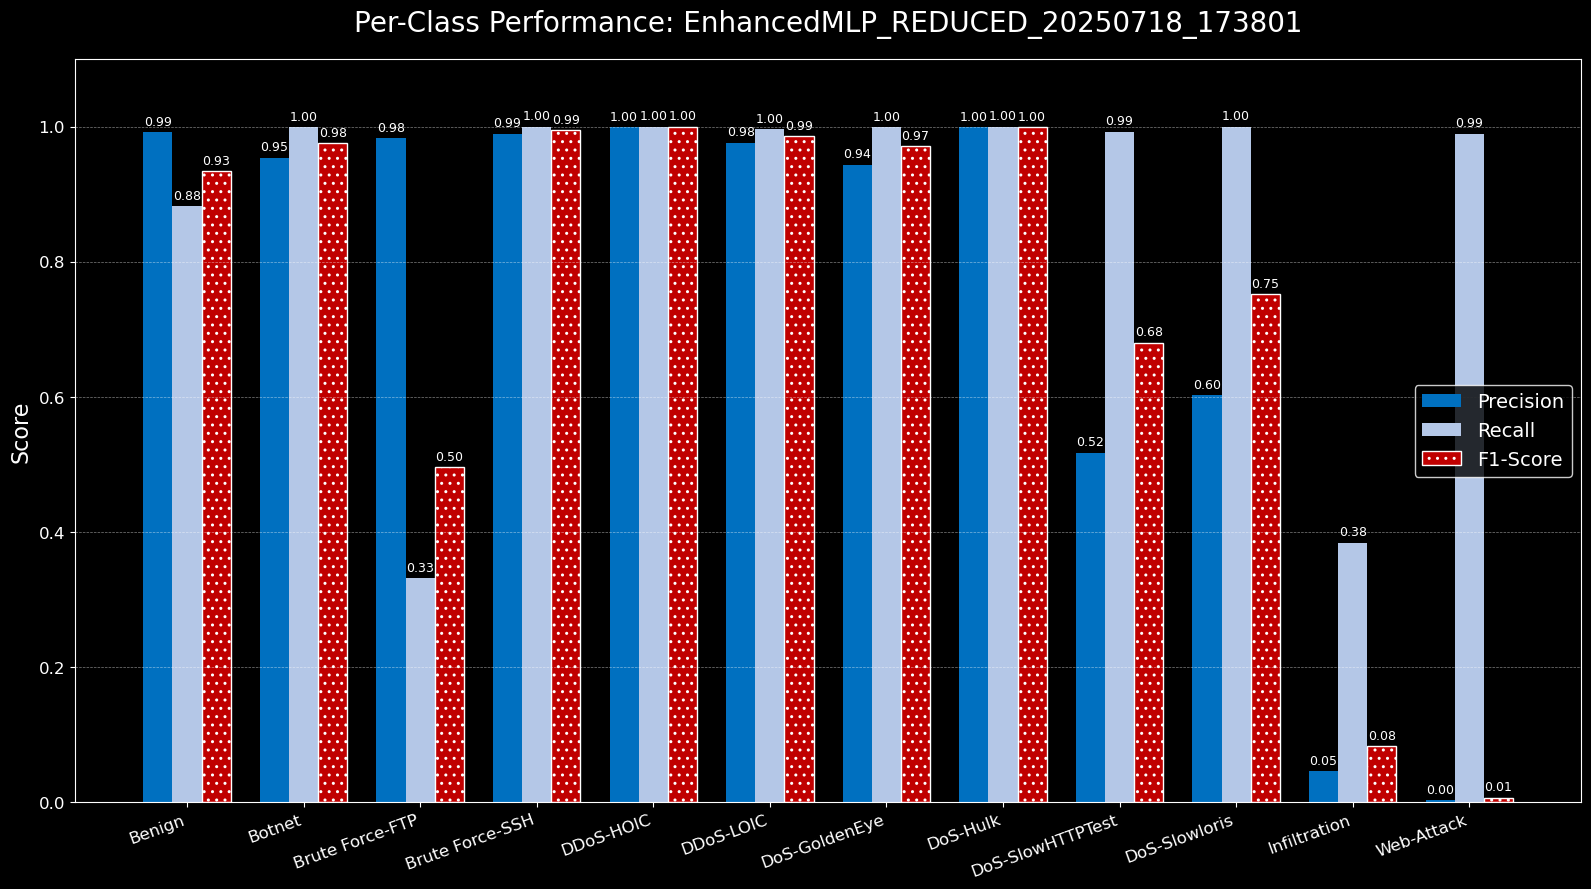 Per-Class Performance: EnhancedMLP_REDUCED_20250718_173801
Score
1.0
0.8
0.6
0.4
0.2
0.0
0.99
0.88
0.93
0.95
1.00
0.98
0.98
0.33
0.50
0.99
1.00
0.99
1.00
1.00
1.00
0.98
1.00
0.99
0.94
1.00
0.97
1.00
1.00
1.00
0.52
0.99
0.68
0.60
1.00
0.75
0.05
0.38
0.08
0.00
0.99
0.01
Precision
Recall
F1-Score
Benign
Botnet
Brute Force-FTP
Brute Force-SSH
DDoS-HOIC
DDoS-LOIC
DoS-GoldenEye
DoS-Hulk
DoS-SlowHTTPTest
DoS-Slowloris
Infiltration
Web-Attack